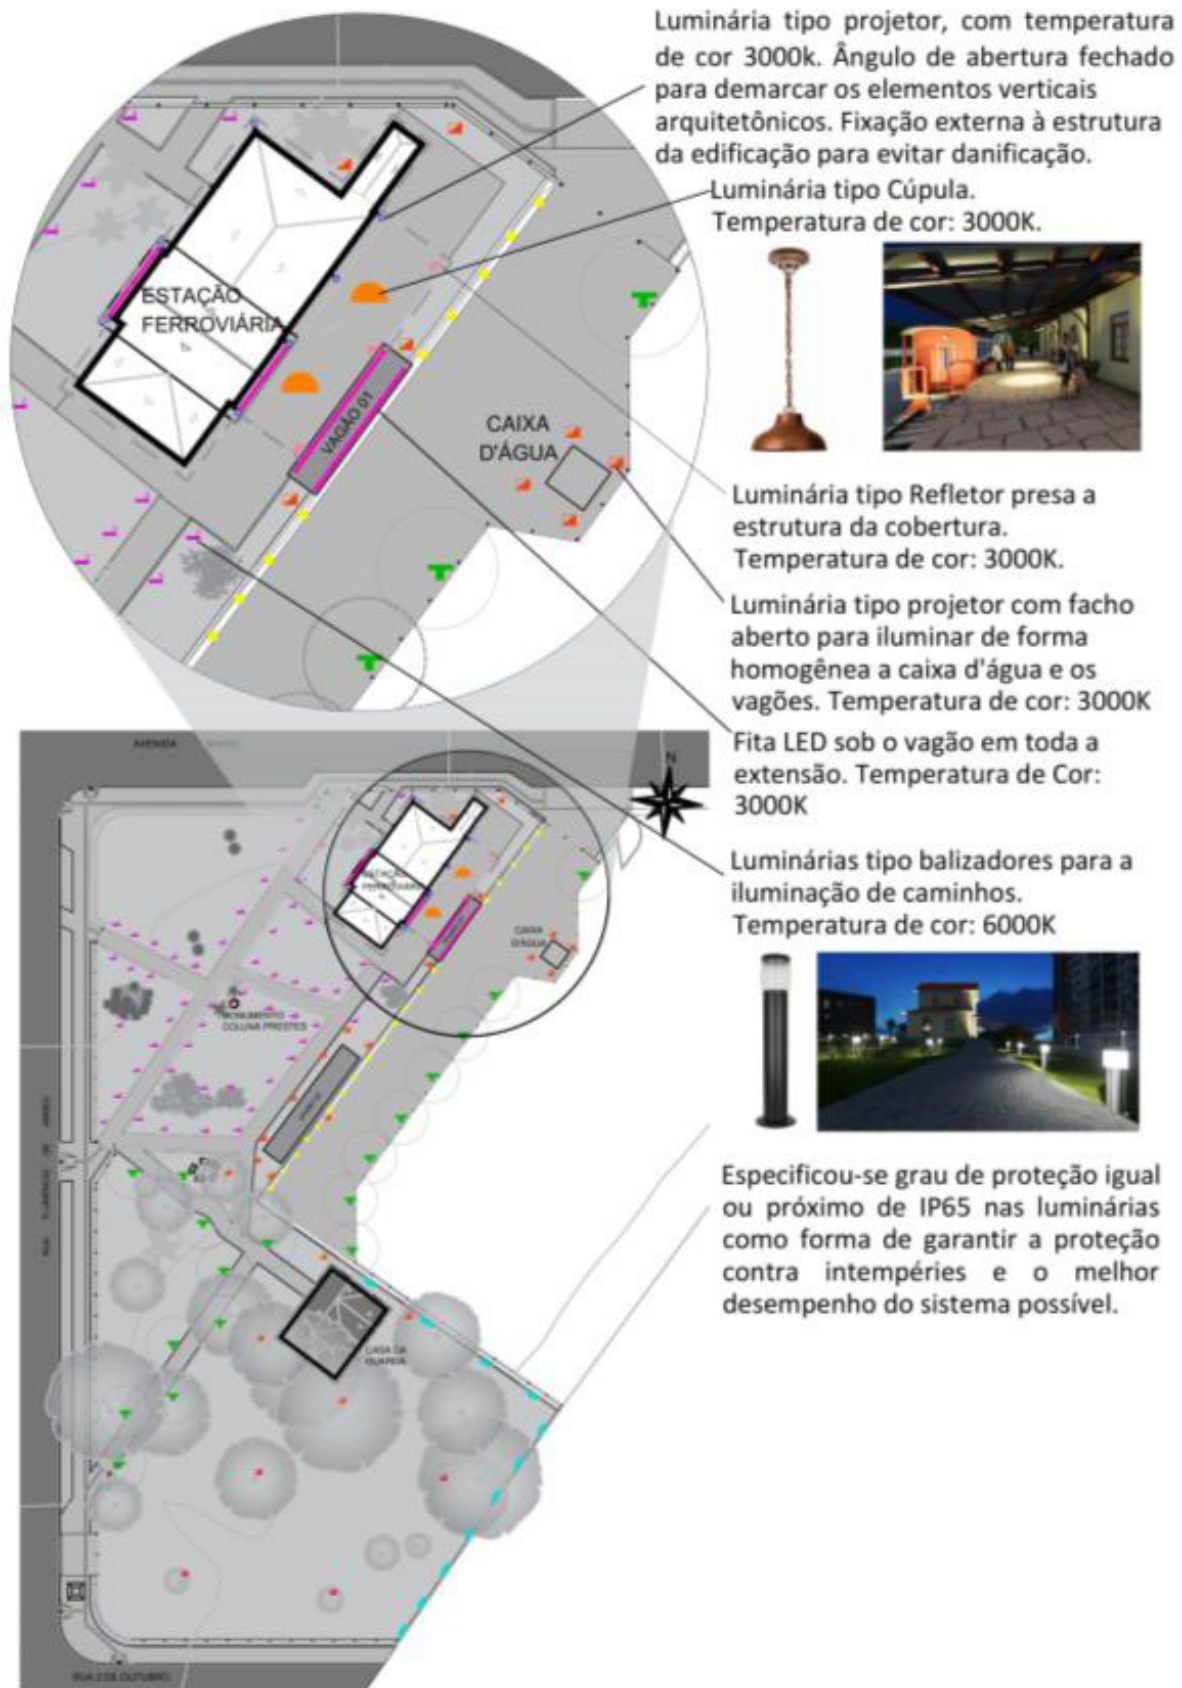 Luminária tipo projetor, com temperatura
de cor 3000k. Ângulo de abertura fechado
para demarcar os elementos verticais
arquitetônicos. Fixação externa à estrutura
da edificação para evitar danificação.
Luminária tipo Cúpula.
Temperatura de cor: 3000K.
ESTAÇÃO
FERROVIÁRIA
VAGÃO 01
CAIXA
D'ÁGUA
Luminária tipo Refletor presa a
estrutura da cobertura.
Temperatura de cor: 3000K.
Luminária tipo projetor com facho
aberto para iluminar de forma
homogênea a caixa d'água e os
vagões. Temperatura de cor: 3000K
Fita LED sob o vagão em toda a
extensão. Temperatura de Cor:
3000K
Luminárias tipo balizadores para a
iluminação de caminhos.
Temperatura de cor: 6000K
AVENIDA
N
ESTAÇÃO
FERROVIÁRIA
CAIXA
D'ÁGUA
MONUMENTO
COLUNA PRESTES
RUA
CASA DA
GUARDA
RUA 3 DE OUTUBRO
Especificou-se grau de proteção igual
ou próximo de IP65 nas luminárias
como forma de garantir a proteção
contra intempéries e o melhor
desempenho do sistema possível.